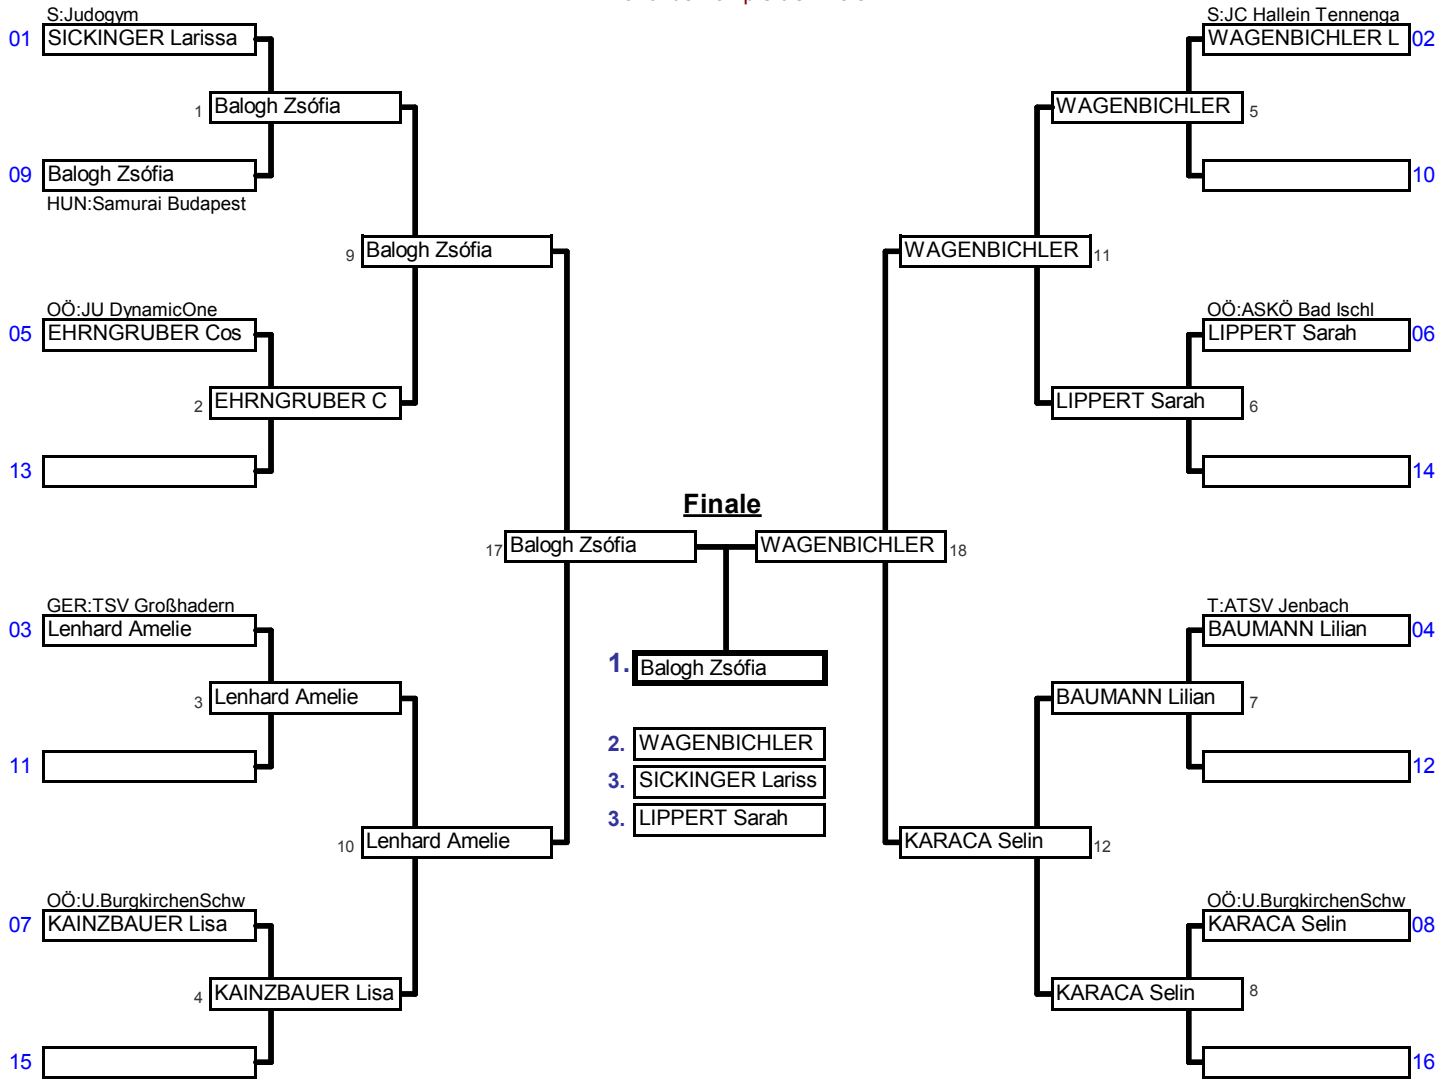 S:Judogym
01 SICKINGER Larissa
1 Balogh Zsófia
09 Balogh Zsófia
HUN:Samurai Budapest
9 Balogh Zsófia
OÖ:JU DynamicOne
05 EHRNGRUBER Cos
2 EHRNGRUBER C
13
17 Balogh Zsófia
GER:TSV Großhadern
03 Lenhard Amelie
3 Lenhard Amelie
11
10 Lenhard Amelie
OÖ:U.BurgkirchenSchw
07 KAINZBAUER Lisa
4 KAINZBAUER Lisa
15
Finale
1. Balogh Zsófia
2. WAGENBICHLER
3. SICKINGER Lariss
3. LIPPERT Sarah
S:JC Hallein Tennenga
WAGENBICHLER L 02
WAGENBICHLER 5
10
WAGENBICHLER 11
OÖ:ASKÖ Bad Ischl
LIPPERT Sarah 06
LIPPERT Sarah 6
14
WAGENBICHLER 18
T:ATSV Jenbach
BAUMANN Lilian 04
BAUMANN Lilian 7
12
KARACA Selin 12
OÖ:U.BurgkirchenSchw
KARACA Selin 08
KARACA Selin 8
16